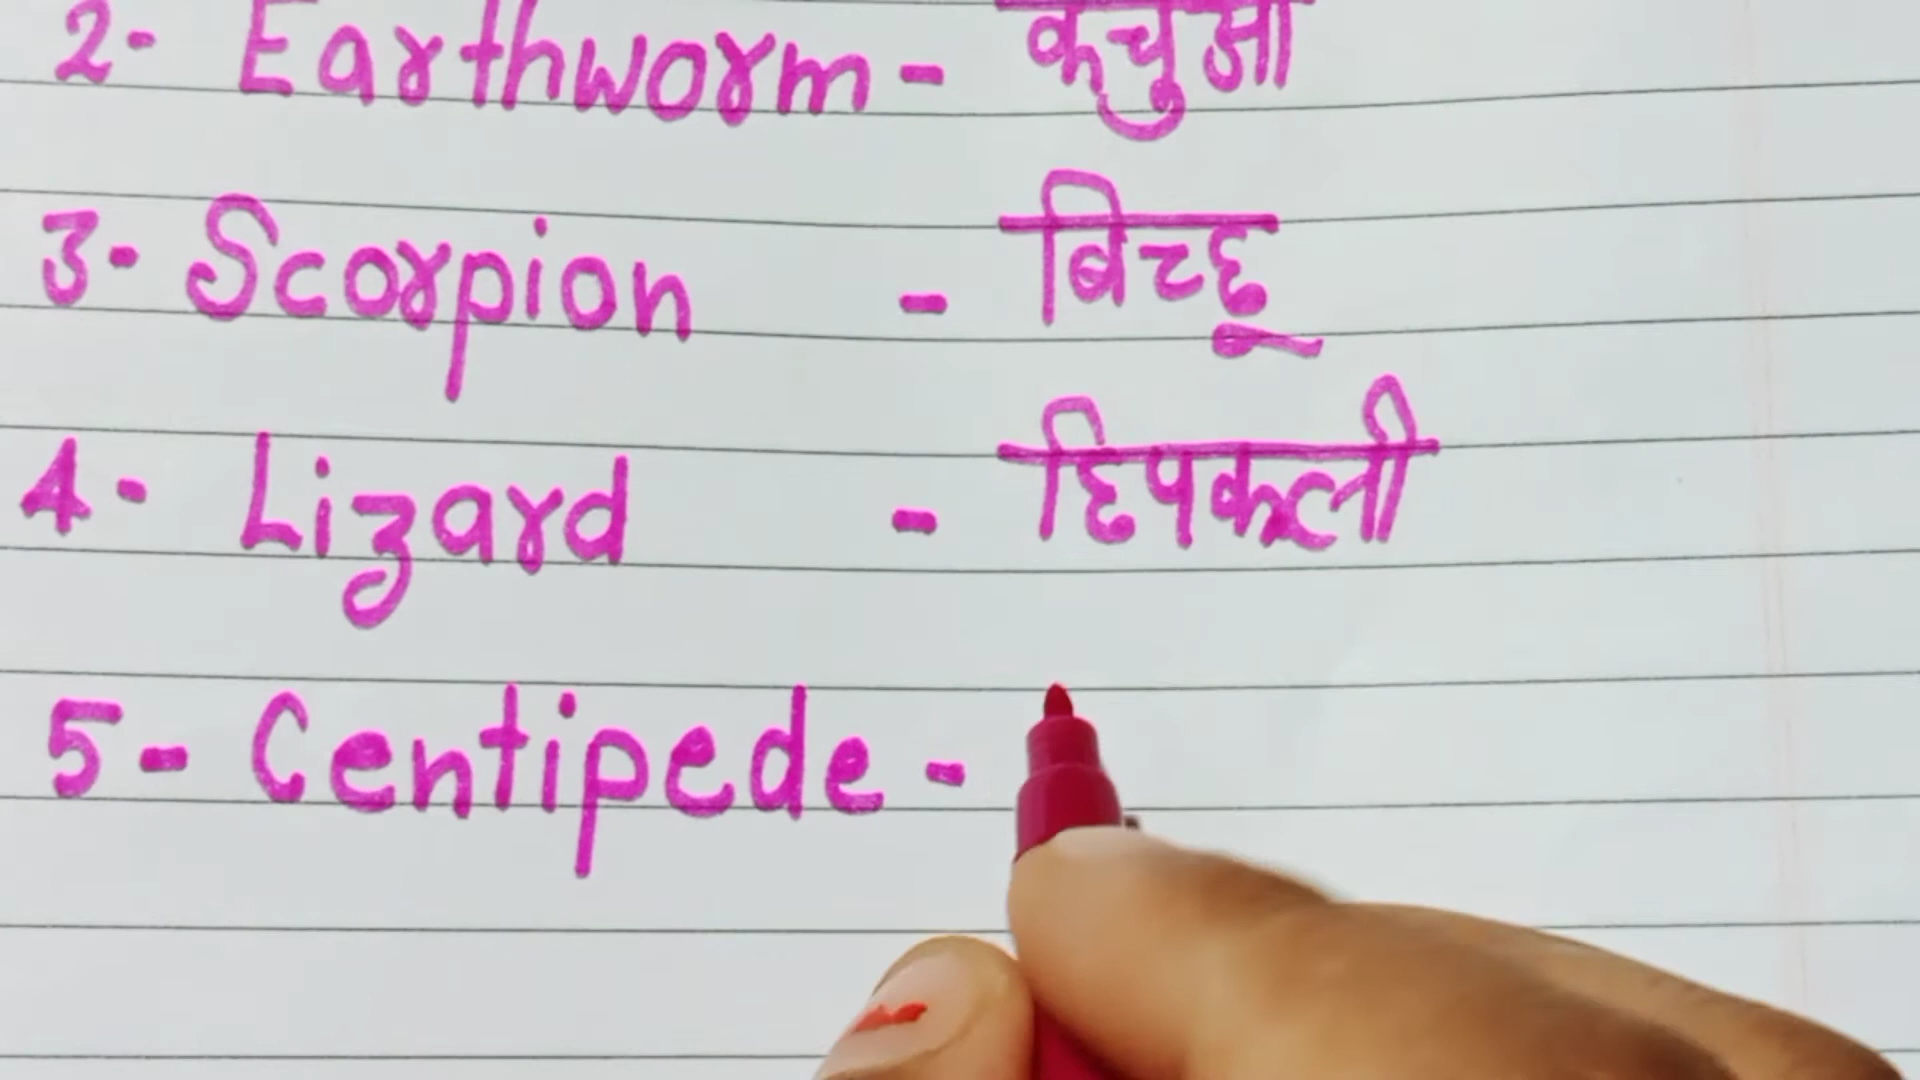 2- Earthworm - केचुआ
3- Scorpion - बिच्छू
4- Lizard - छिपकली
5- Centipede -